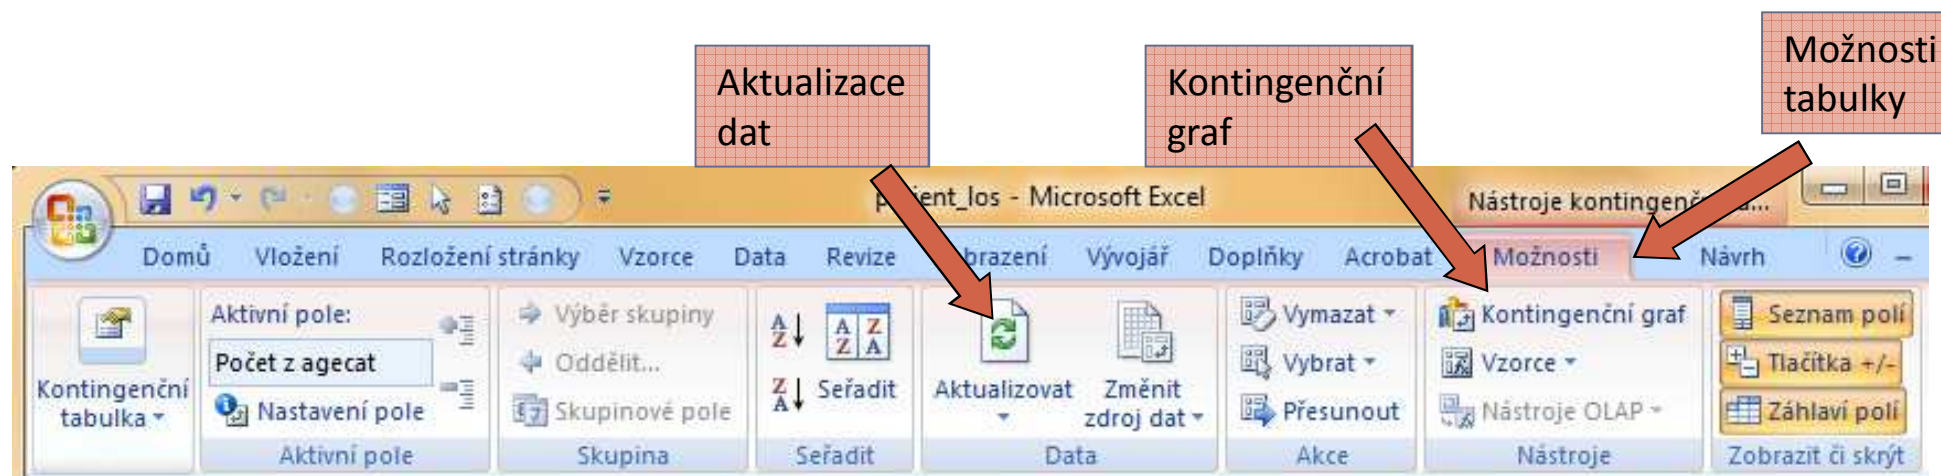 Možnosti
tabulky
Aktualizace
dat
Kontingenční
graf
ient_los - Microsoft Excel
Nástroje kontingenč
Domů Vložení Rozložení stránky Vzorce Data Revize brazení Vývojář Doplňky Acrobat Možnosti Návrh
Kontingenční
tabulka
Aktivní pole:
Počet z agecat
Nastavení pole
Aktivní pole
Výběr skupiny
Oddělit...
Skupinové pole
Skupina
Seřadit
Seřadit
Aktualizovat
Změnit
zdroj dat
Data
Vymazat
Vybrat
Přesunout
Akce
Kontingenční graf
Vzorce
Nástroje OLAP
Nástroje
Seznam polí
Tlačítka +/-
Záhlaví polí
Zobrazit či skrýt